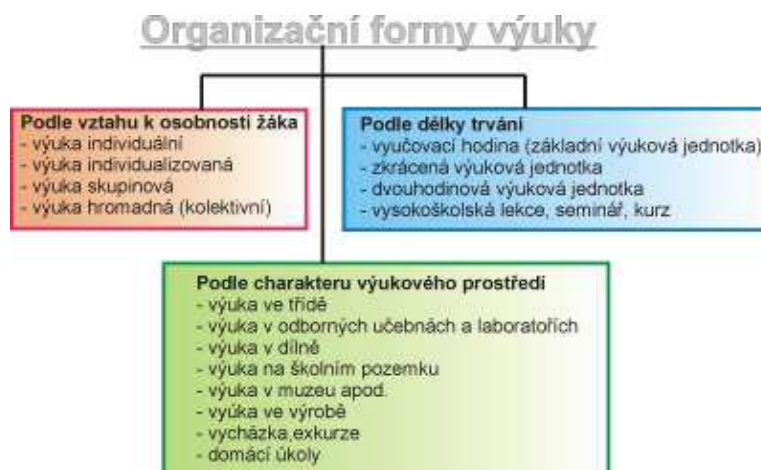 Organizační formy výuky
Podle vztahu k osobnosti žáka
- výuka individuální
- výuka individualizovaná
- výuka skupinová
- výuka hromadná (kolektivní)
Podle délky trvání
- vyučovací hodina (základní výuková jednotka)
- zkrácená výuková jednotka
- dvouhodinová výuková jednotka
- vysokoškolská lekce, seminář, kurz
Podle charakteru výukového prostředí
- výuka ve třídě
- výuka v odborných učebnách a laboratořích
- výuka v dílně
- výuka na školním pozemku
- výuka v muzeu apod.
- vyúka ve výrobě
- vycházka,exkurze
- domácí úkoly